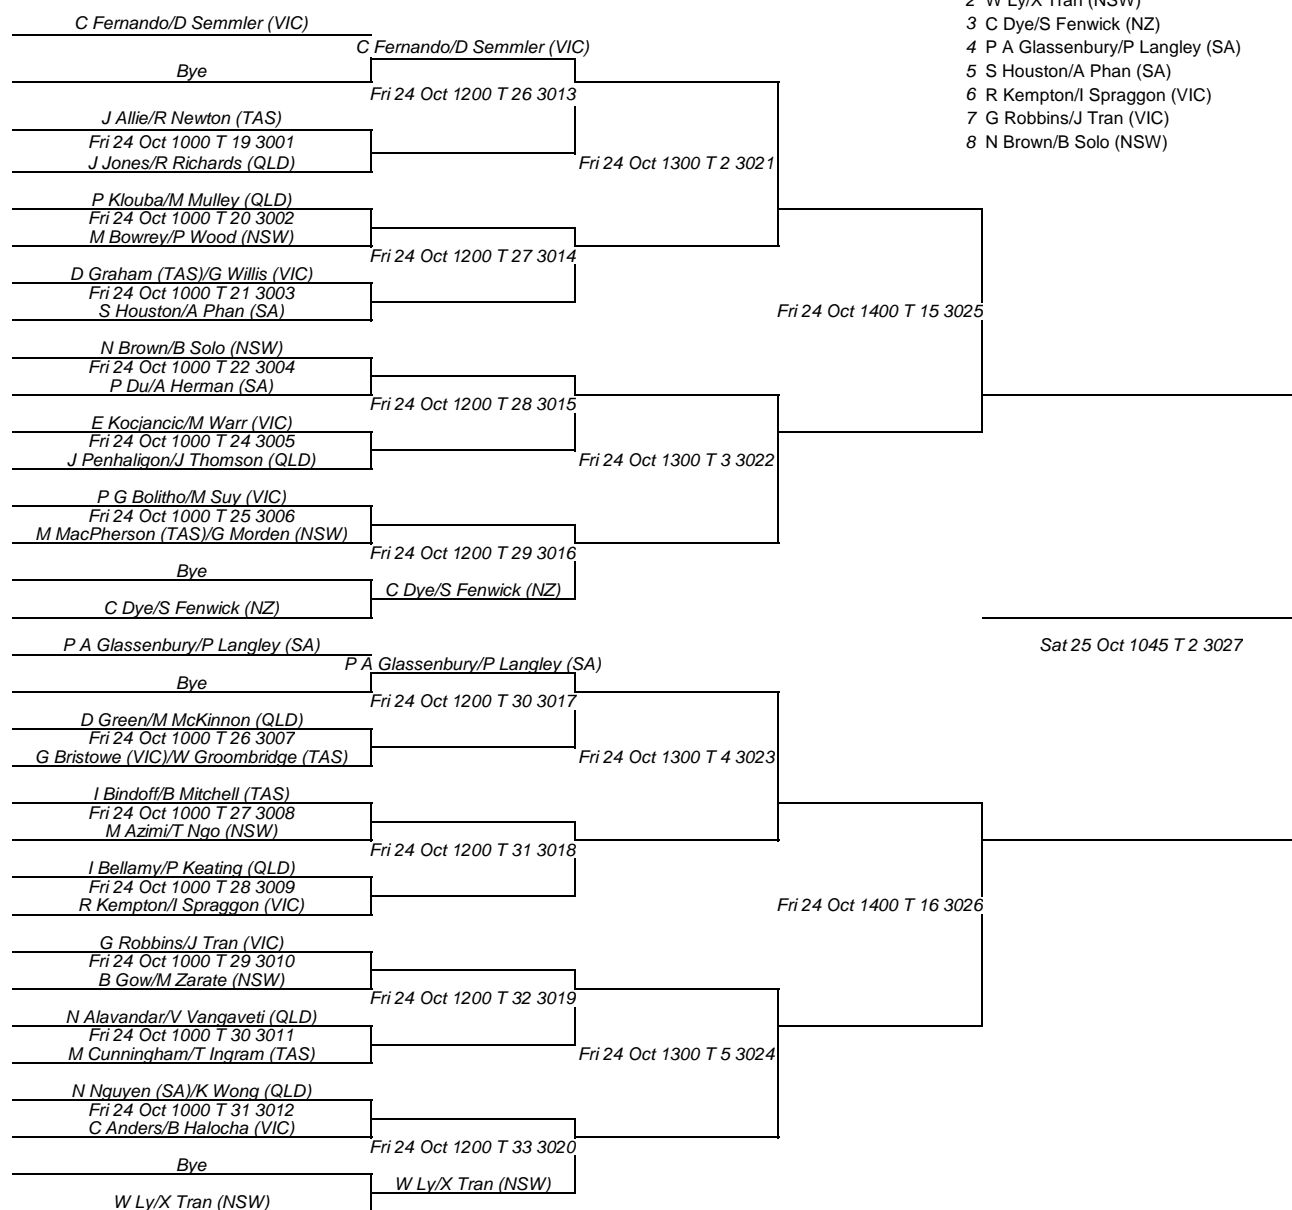 2 W Ly/X Tran (NSW)
3 C Dye/S Fenwick (NZ)
4 P A Glassenbury/P Langley (SA)
5 S Houston/A Phan (SA)
6 R Kempton/I Spraggon (VIC)
7 G Robbins/J Tran (VIC)
8 N Brown/B Solo (NSW)
C Fernando/D Semmler (VIC)
C Fernando/D Semmler (VIC)
Bye
Fri 24 Oct 1200 T 26 3013
J Allie/R Newton (TAS)
Fri 24 Oct 1000 T 19 3001
J Jones/R Richards (QLD)
Fri 24 Oct 1300 T 2 3021
P Klouba/M Mulley (QLD)
Fri 24 Oct 1000 T 20 3002
M Bowrey/P Wood (NSW)
Fri 24 Oct 1200 T 27 3014
D Graham (TAS)/G Willis (VIC)
Fri 24 Oct 1000 T 21 3003
S Houston/A Phan (SA)
Fri 24 Oct 1400 T 15 3025
N Brown/B Solo (NSW)
Fri 24 Oct 1000 T 22 3004
P Du/A Herman (SA)
Fri 24 Oct 1200 T 28 3015
E Kocjancic/M Warr (VIC)
Fri 24 Oct 1000 T 24 3005
J Penhaligon/J Thomson (QLD)
Fri 24 Oct 1300 T 3 3022
P G Bolitho/M Suy (VIC)
Fri 24 Oct 1000 T 25 3006
M MacPherson (TAS)/G Morden (NSW)
Fri 24 Oct 1200 T 29 3016
Bye
C Dye/S Fenwick (NZ)
C Dye/S Fenwick (NZ)
P A Glassenbury/P Langley (SA)
Sat 25 Oct 1045 T 2 3027
P A Glassenbury/P Langley (SA)
Bye
Fri 24 Oct 1200 T 30 3017
D Green/M McKinnon (QLD)
Fri 24 Oct 1000 T 26 3007
G Bristowe (VIC)/W Groombridge (TAS)
Fri 24 Oct 1300 T 4 3023
I Bindoff/B Mitchell (TAS)
Fri 24 Oct 1000 T 27 3008
M Azimi/T Ngo (NSW)
Fri 24 Oct 1200 T 31 3018
I Bellamy/P Keating (QLD)
Fri 24 Oct 1000 T 28 3009
R Kempton/I Spraggon (VIC)
Fri 24 Oct 1400 T 16 3026
G Robbins/J Tran (VIC)
Fri 24 Oct 1000 T 29 3010
B Gow/M Zarate (NSW)
Fri 24 Oct 1200 T 32 3019
N Alavandar/V Vangaveti (QLD)
Fri 24 Oct 1000 T 30 3011
M Cunningham/T Ingram (TAS)
Fri 24 Oct 1300 T 5 3024
N Nguyen (SA)/K Wong (QLD)
Fri 24 Oct 1000 T 31 3012
C Anders/B Halocha (VIC)
Fri 24 Oct 1200 T 33 3020
Bye
W Ly/X Tran (NSW)
W Ly/X Tran (NSW)